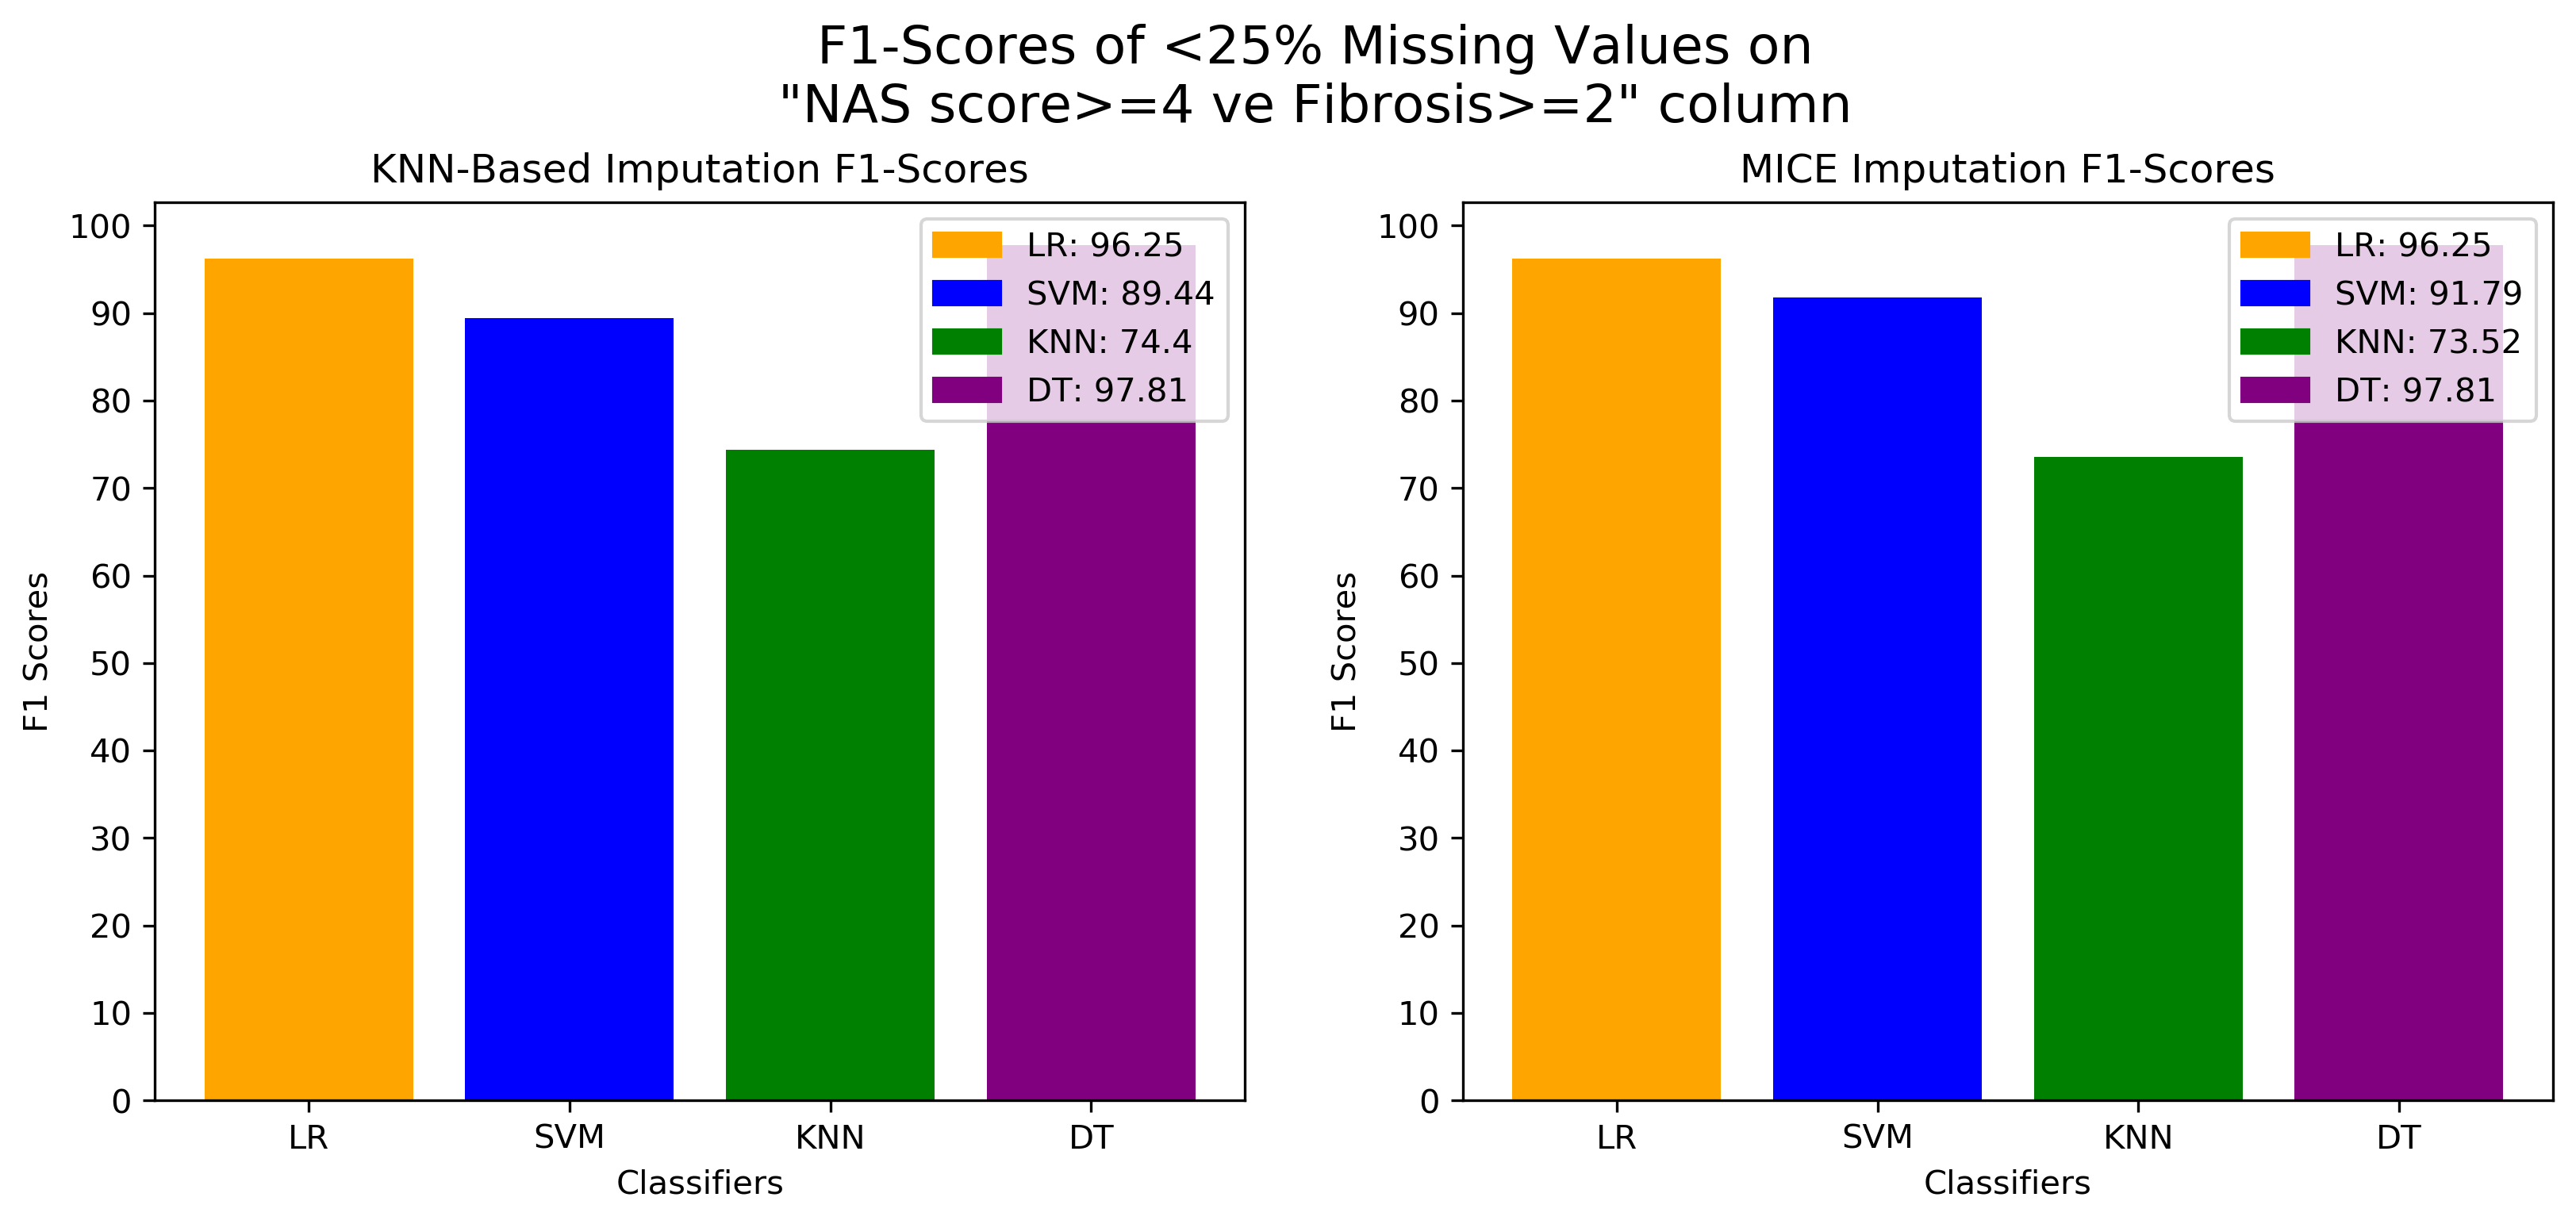 F1-Scores of <25% Missing Values on
"NAS score>=4 ve Fibrosis>=2" column
KNN-Based Imputation F1-Scores
100
90
80
70
60
50
40
30
20
10
0
F1 Scores
LR: 96.25
SVM: 89.44
KNN: 74.4
DT: 97.81
LR SVM KNN DT
Classifiers
MICE Imputation F1-Scores
100
90
80
70
60
50
40
30
20
10
0
F1 Scores
LR: 96.25
SVM: 91.79
KNN: 73.52
DT: 97.81
LR SVM KNN DT
Classifiers